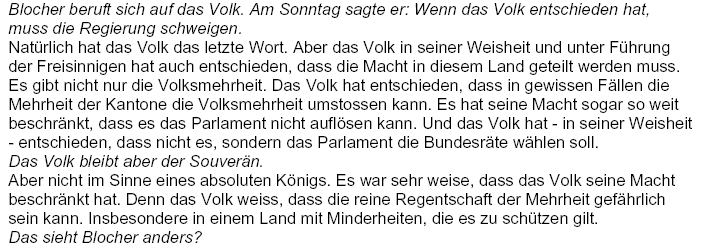 Blocher beruft sich auf das Volk. Am Sonntag sagte er: Wenn das Volk entschieden hat,
muss die Regierung schweigen.
Natürlich hat das Volk das letzte Wort. Aber das Volk in seiner Weisheit und unter Führung
der Freisinnigen hat auch entschieden, dass die Macht in diesem Land geteilt werden muss.
Es gibt nicht nur die Volksmehrheit. Das Volk hat entschieden, dass in gewissen Fällen die
Mehrheit der Kantone die Volksmehrheit umstossen kann. Es hat seine Macht sogar so weit
beschränkt, dass es das Parlament nicht auflösen kann. Und das Volk hat - in seiner Weisheit
- entschieden, dass nicht es, sondern das Parlament die Bundesräte wählen soll.
Das Volk bleibt aber der Souverän.
Aber nicht im Sinne eines absoluten Königs. Es war sehr weise, dass das Volk seine Macht
beschränkt hat. Denn das Volk weiss, dass die reine Regentschaft der Mehrheit gefährlich
sein kann. Insbesondere in einem Land mit Minderheiten, die es zu schützen gilt.
Das sieht Blocher anders?